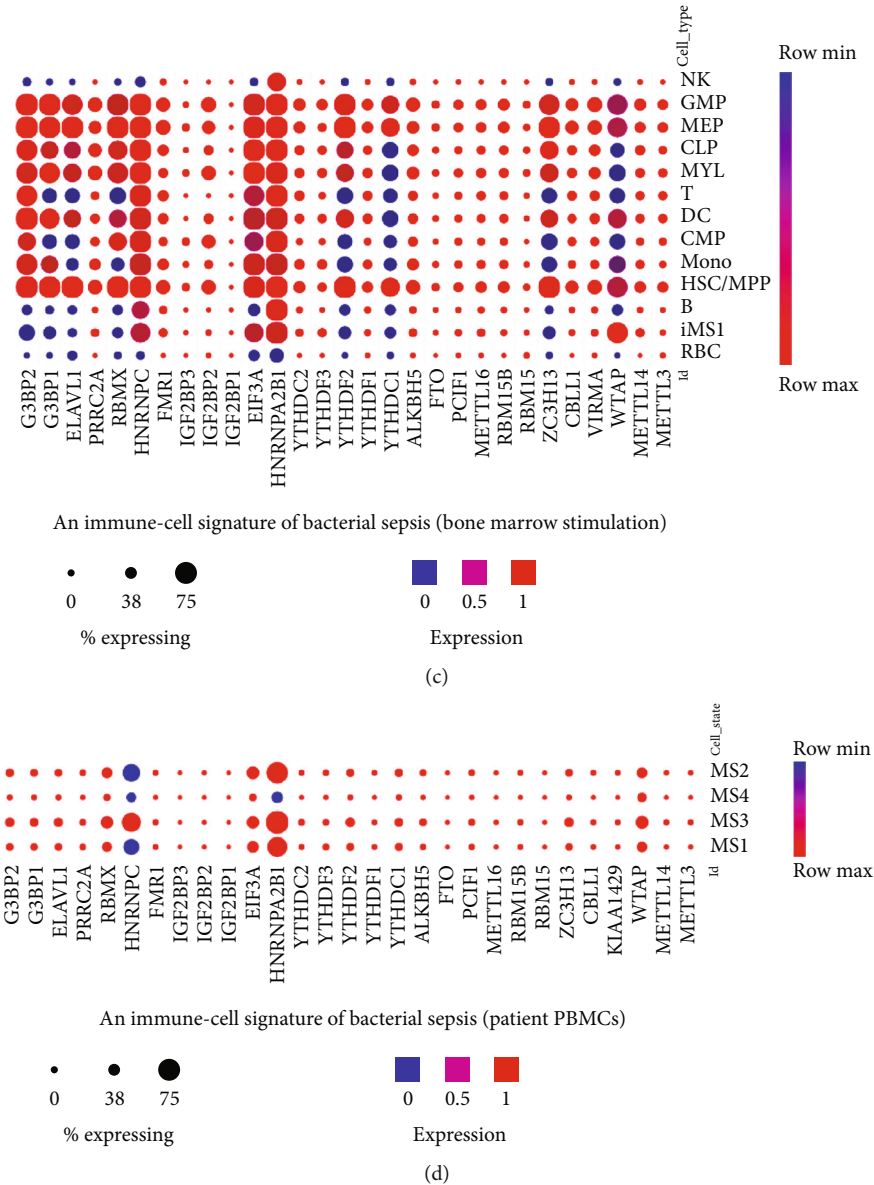 Cell_type
Row min
NK
GMP
MEP
CLP
MYL
T
DC
CMP
Mono
HSC/MPP
B
iMS1
RBC
Row max
Id
G3BP2
G3BP1
ELAVL1
PRRC2A
RBMX
HNRNPC
FMR1
IGF2BP3
IGF2BP2
IGF2BP1
EIF3A
HNRNPA2B1
YTHDC2
YTHDF3
YTHDF2
YTHDF1
YTHDC1
ALKBH5
FTO
PCIF1
METTL16
RBM15B
RBM15
ZC3H13
CBLL1
VIRMA
WTAP
METTL14
METTL3
An immune-cell signature of bacterial sepsis (bone marrow stimulation)
0 38 75
% expressing
0 0.5 1
Expression
(c)
Cell_state
Row min
MS2
MS4
MS3
MS1
Row max
Id
G3BP2
G3BP1
ELAVL1
PRRC2A
RBMX
HNRNPC
FMR1
IGF2BP3
IGF2BP2
IGF2BP1
EIF3A
HNRNPA2B1
YTHDC2
YTHDF3
YTHDF2
YTHDF1
YTHDC1
ALKBH5
FTO
PCIF1
METTL16
RBM15B
RBM15
ZC3H13
CBLL1
KIAA1429
WTAP
METTL14
METTL3
An immune-cell signature of bacterial sepsis (patient PBMCs)
0 38 75
% expressing
0 0.5 1
Expression
(d)